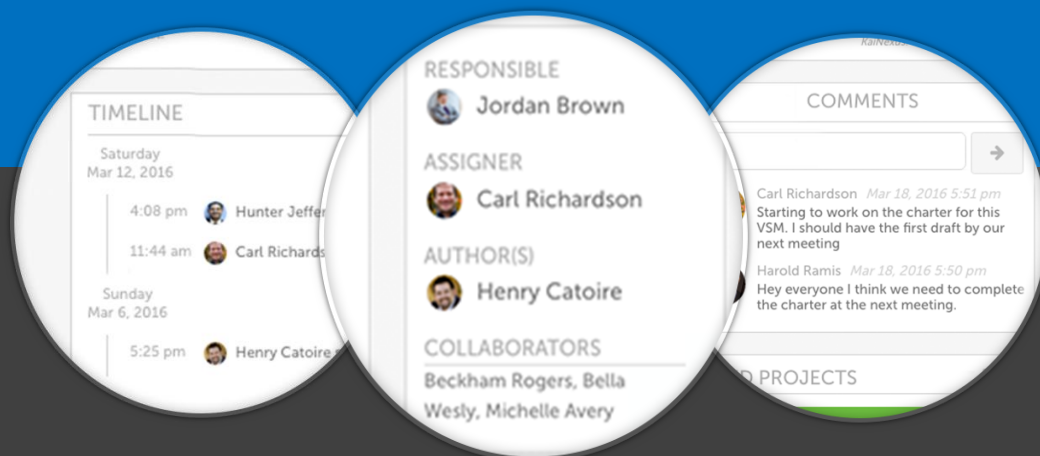 TIMELINE
Saturday
Mar 12, 2016
4:08 pm Hunter
11:44 am Carl
Sunday
Mar 6, 2016
5:25 pm Henry Catoire
RESPONSIBLE
Jordan Brown
ASSIGNER
Carl Richardson
AUTHOR(S)
Henry Catoire
COLLABORATORS
Beckham Rogers, Bella
Wesly, Michelle Avery
KaiNexus
COMMENTS
Carl Richardson Mar 18, 2016 5:51 pm
Starting to work on the charter for this
VSM. I should have the first draft by our
next meeting
Harold Ramis Mar 18, 2016 5:50 pm
Hey everyone I think we need to complete
the charter at the next meeting.
PROJECTS